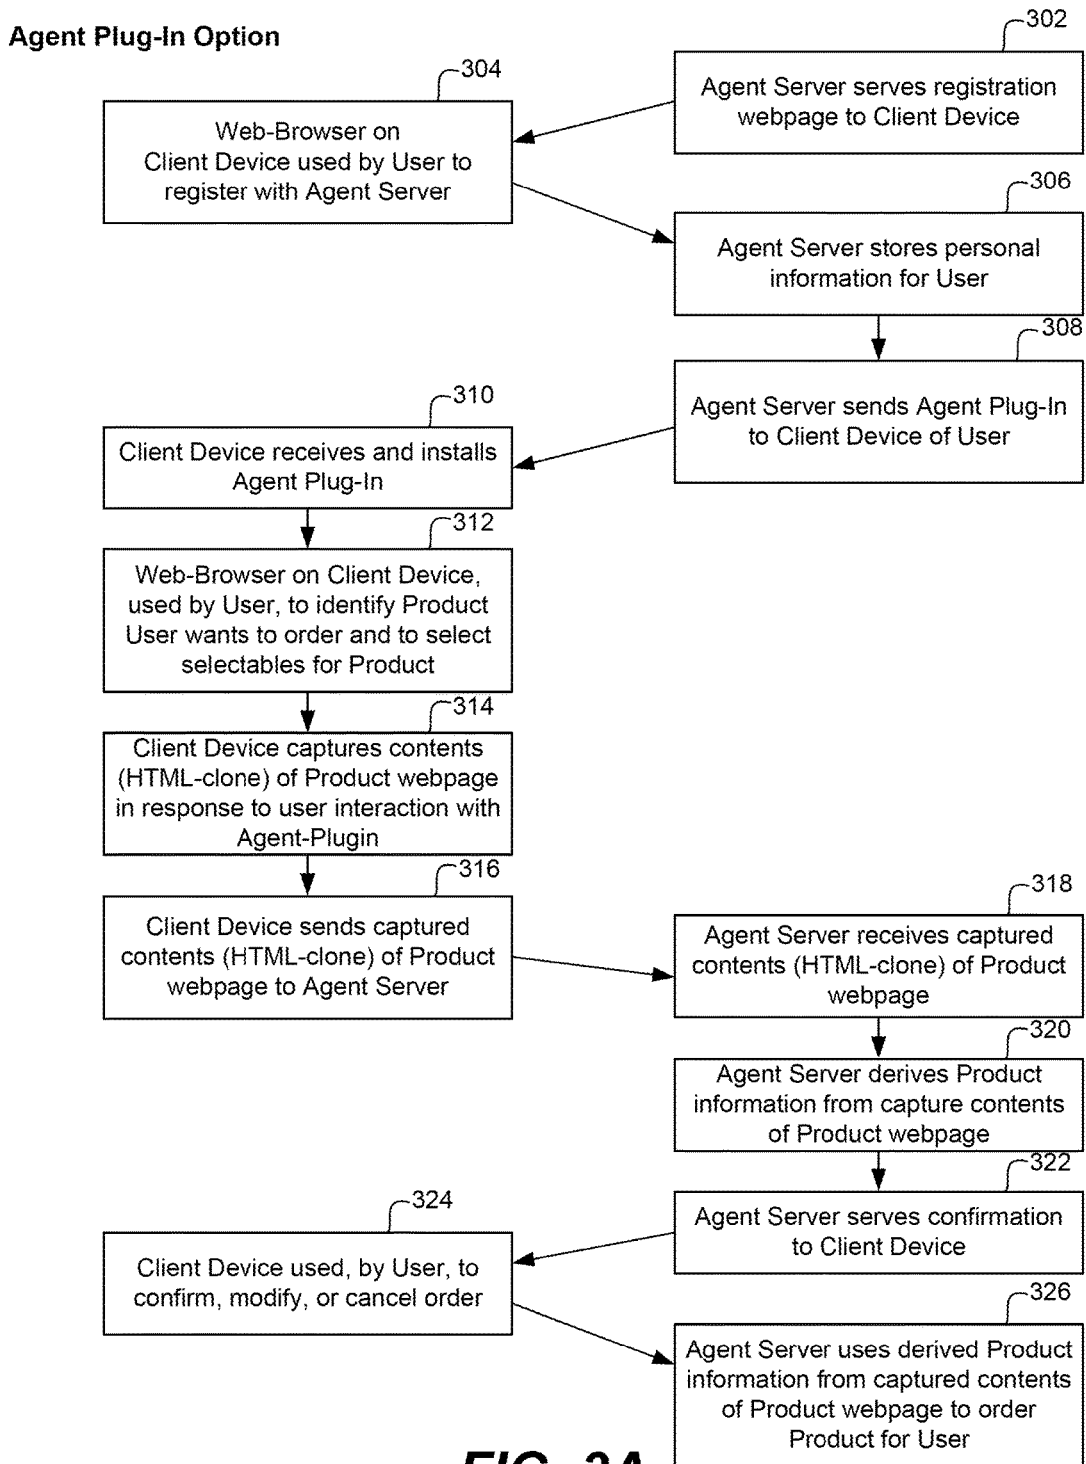 Agent Plug-In Option
302
Agent Server serves registration
webpage to Client Device
304
Web-Browser on
Client Device used by User to
register with Agent Server
306
Agent Server stores personal
information for User
308
Agent Server sends Agent Plug-In
to Client Device of User
310
Client Device receives and installs
Agent Plug-In
312
Web-Browser on Client Device,
used by User, to identify Product
User wants to order and to select
selectables for Product
314
Client Device captures contents
(HTML-clone) of Product webpage
in response to user interaction with
Agent-Plugin
316
Client Device sends captured
contents (HTML-clone) of Product
webpage to Agent Server
318
Agent Server receives captured
contents (HTML-clone) of Product
webpage
320
Agent Server derives Product
information from capture contents
of Product webpage
322
Agent Server serves confirmation
to Client Device
324
Client Device used, by User, to
confirm, modify, or cancel order
326
Agent Server uses derived Product
information from captured contents
of Product webpage to order
Product for User